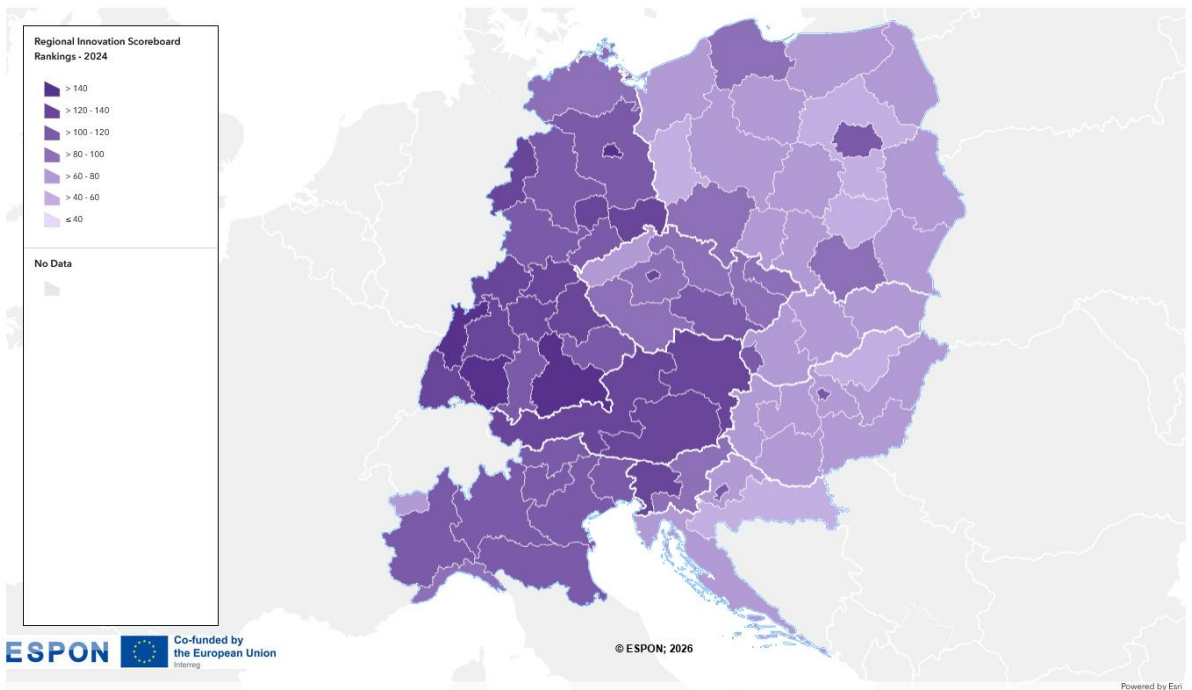 Regional Innovation Scoreboard
Rankings - 2024
> 140
> 120 - 140
> 100 - 120
> 80 - 100
> 60 - 80
> 40 - 60
≤ 40
No Data
ESPON
Co-funded by
the European Union
Interreg
© ESPON; 2026
Powered by Esri